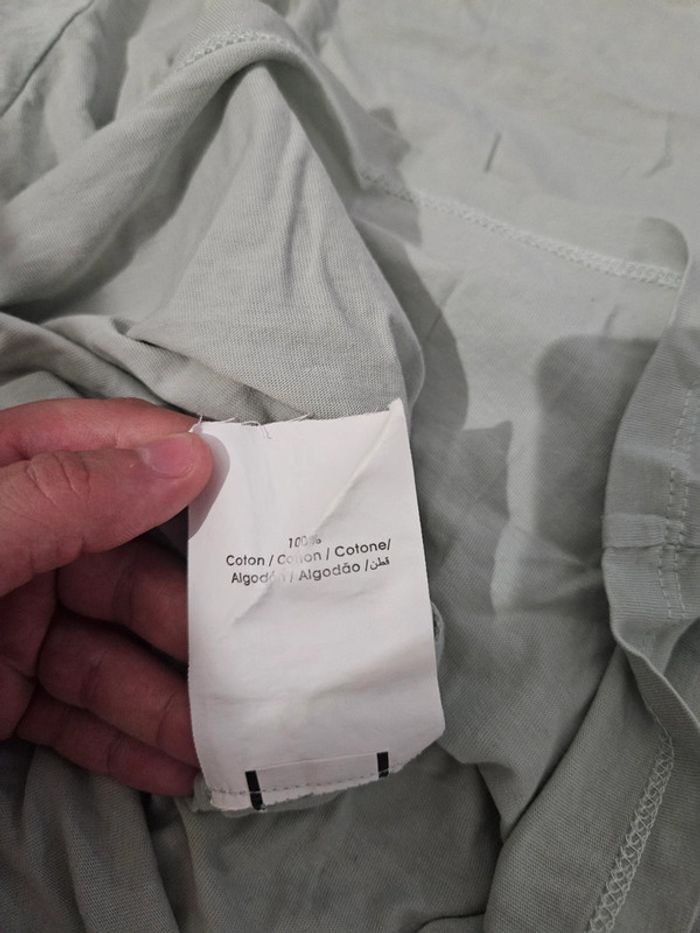 100%
Coton / Cotton / Cotone/
Algodón / Algodão /قطن